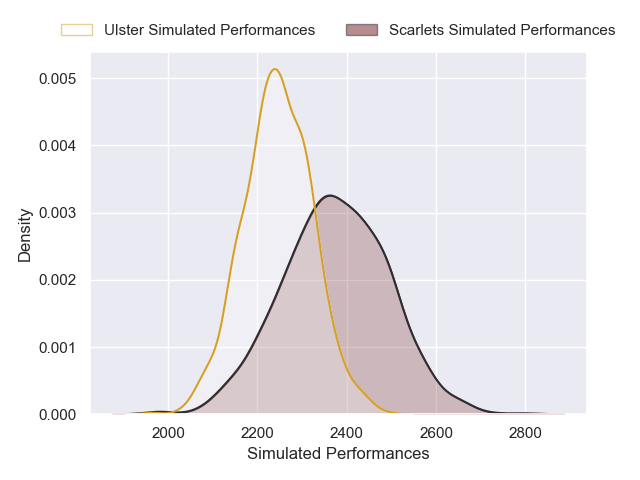 Ulster Simulated Performances Scarlets Simulated Performances
0.005
0.004
0.003
0.002
0.001
0.000
Density
2000 2200 2400 2600 2800
Simulated Performances